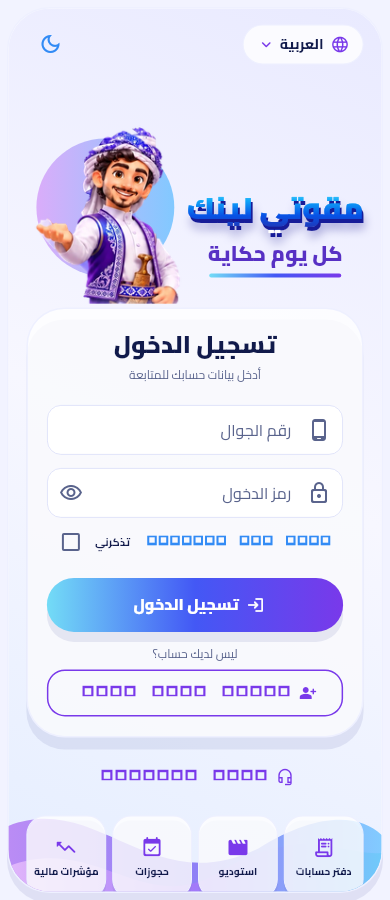 العربية
مقوتي لينك
كل يوم حكاية
تسجيل الدخول
أدخل بيانات حسابك للمتابعة
رقم الجوال
رمز الدخول
تذكرني
تسجيل الدخول
ليس لديك حساب؟
دفتر حسابات
استوديو
حجوزات
مؤشرات مالية